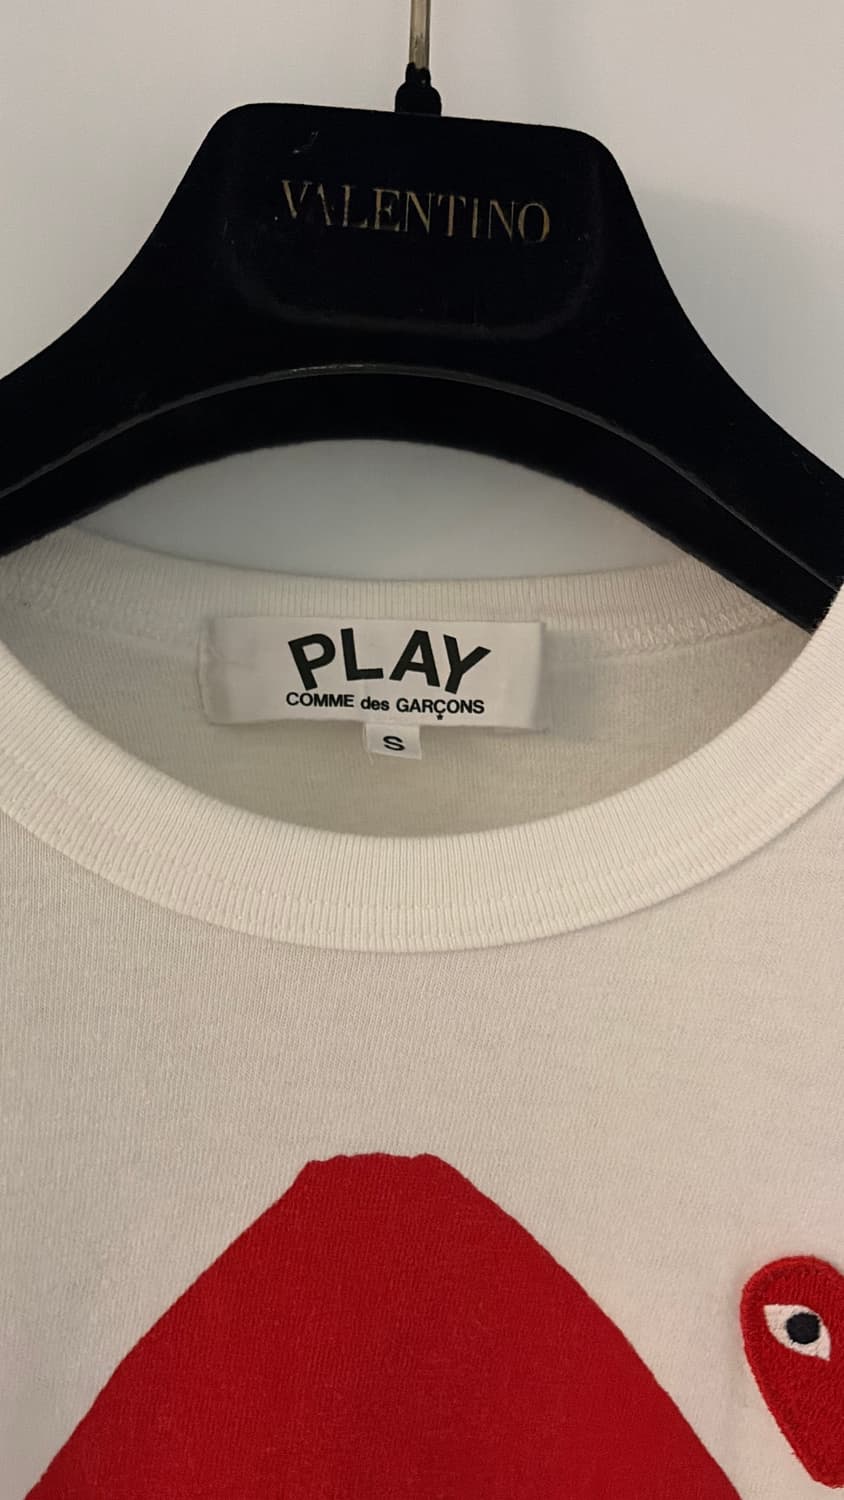 VALENTINO
PLAY
COMME des GARÇONS
S